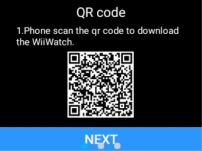 QR code
1.Phone scan the qr code to download
the WiiWatch.
NEXT